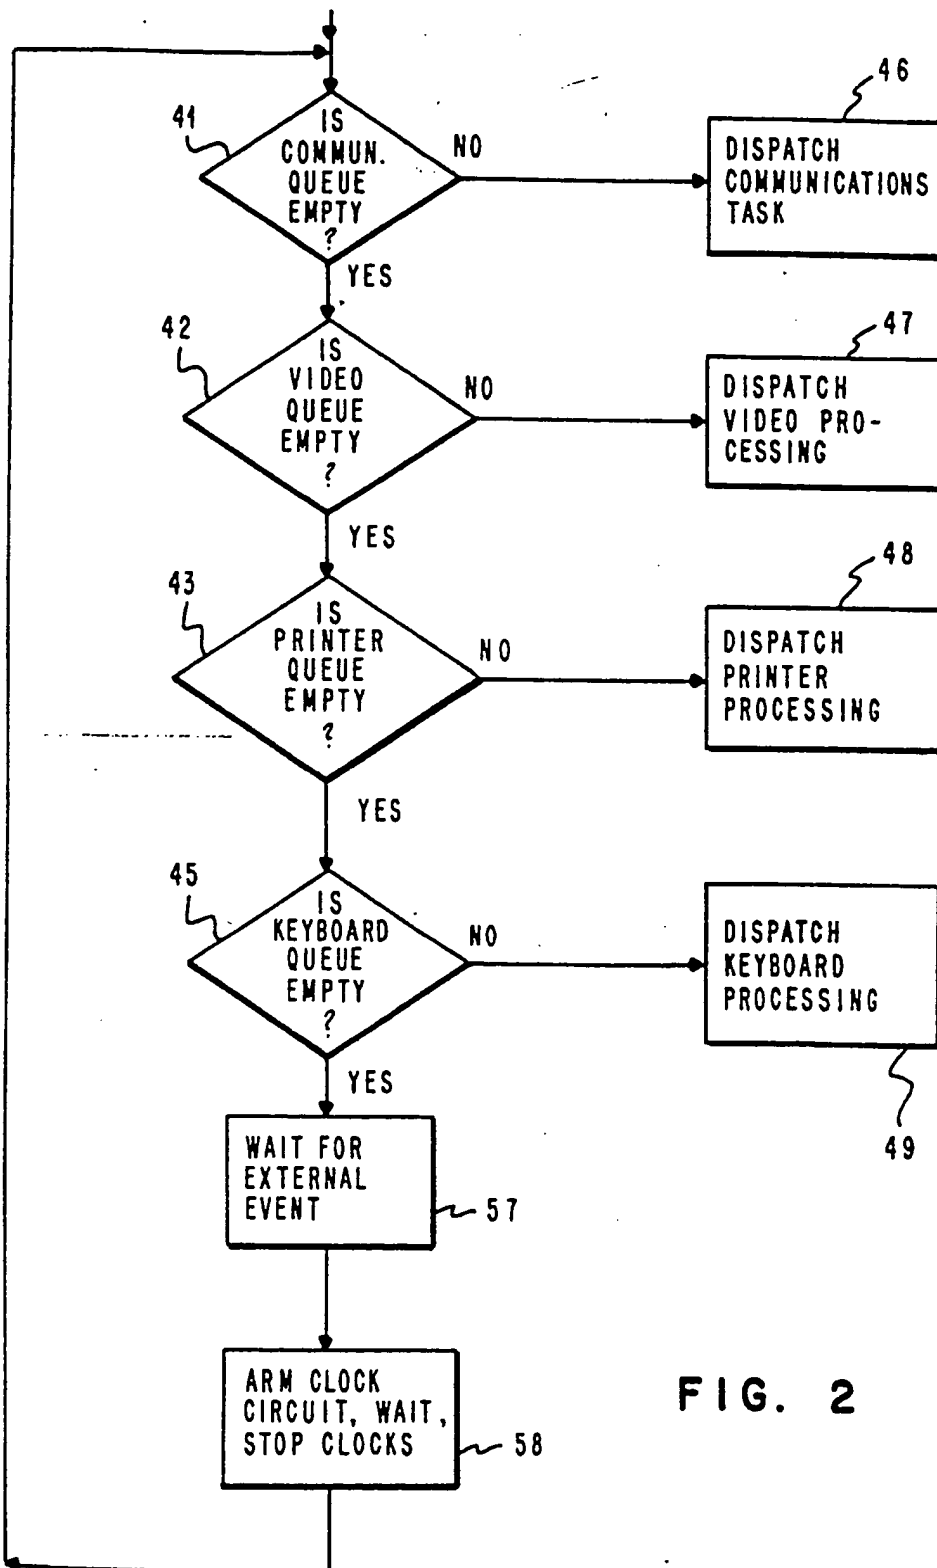 41
IS
COMMUN.
QUEUE
EMPTY
?
NO
YES
46
DISPATCH
COMMUNICATIONS
TASK
42
IS
VIDEO
QUEUE
EMPTY
?
NO
YES
47
DISPATCH
VIDEO PRO-
CESSING
43
IS
PRINTER
QUEUE
EMPTY
?
NO
YES
48
DISPATCH
PRINTER
PROCESSING
45
IS
KEYBOARD
QUEUE
EMPTY
?
NO
YES
DISPATCH
KEYBOARD
PROCESSING
49
WAIT FOR
EXTERNAL
EVENT
57
ARM CLOCK
CIRCUIT, WAIT,
STOP CLOCKS
58
FIG. 2